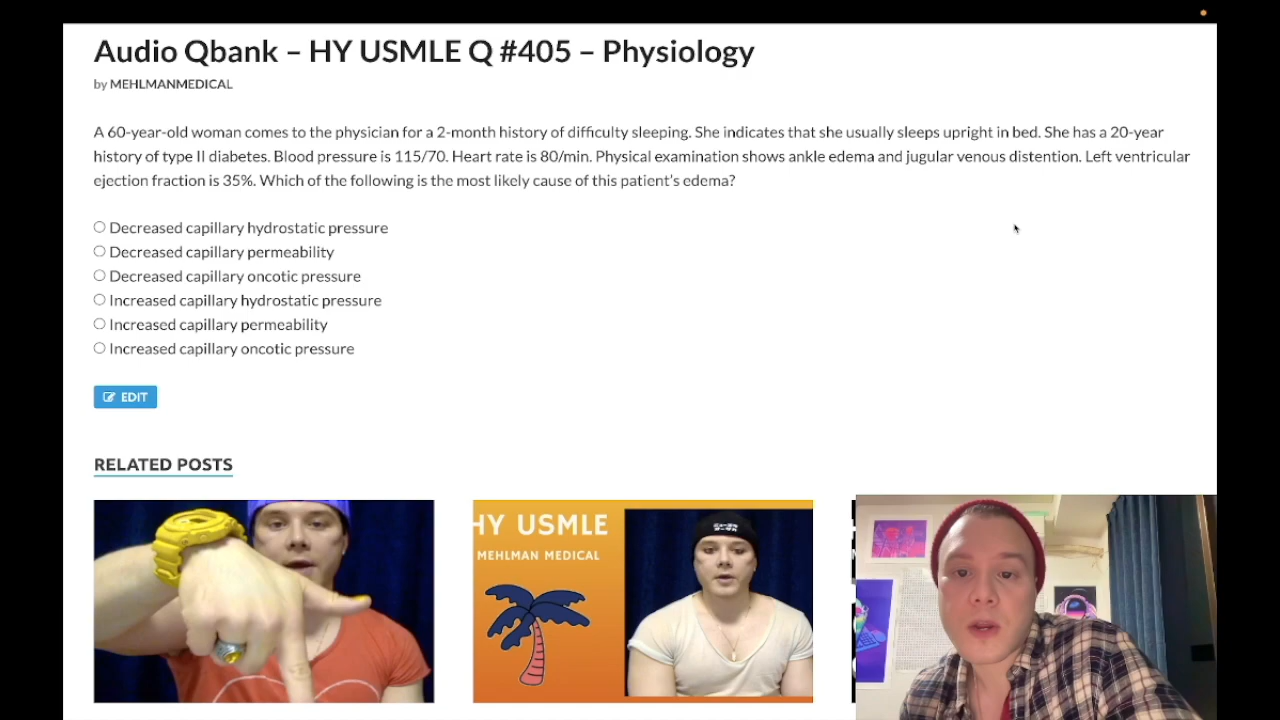 Audio Qbank – HY USMLE Q #405 – Physiology
by MEHLMANMEDICAL
A 60-year-old woman comes to the physician for a 2-month history of difficulty sleeping. She indicates that she usually sleeps upright in bed. She has a 20-year
history of type II diabetes. Blood pressure is 115/70. Heart rate is 80/min. Physical examination shows ankle edema and jugular venous distention. Left ventricular
ejection fraction is 35%. Which of the following is the most likely cause of this patient’s edema?
Decreased capillary hydrostatic pressure
Decreased capillary permeability
Decreased capillary oncotic pressure
Increased capillary hydrostatic pressure
Increased capillary permeability
Increased capillary oncotic pressure
EDIT
RELATED POSTS
HY USMLE
MEHLMAN MEDICAL